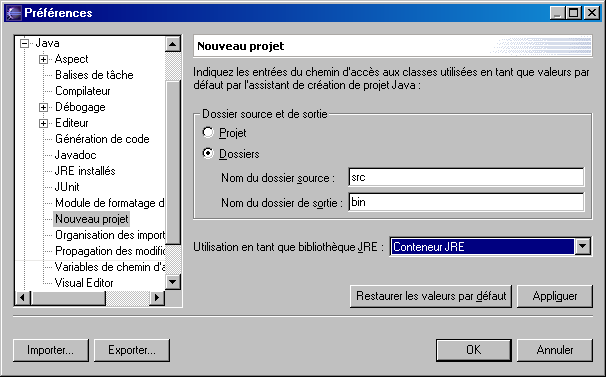 Préférences
Java
Aspect
Balises de tâche
Compilateur
Débogage
Editeur
Génération de code
Javadoc
JRE installés
JUnit
Module de formatage d
Nouveau projet
Organisation des import
Propagation des modific
Variables de chemin d'a
Visual Editor
Nouveau projet
Indiquez les entrées du chemin d'accès aux classes utilisées en tant que valeurs par
défaut par l'assistant de création de projet Java :
Dossier source et de sortie
Projet
Dossiers
Nom du dossier source : src
Nom du dossier de sortie : bin
Utilisation en tant que bibliothèque JRE : Conteneur JRE
Restaurer les valeurs par défaut Appliquer
Importer... Exporter... OK Annuler